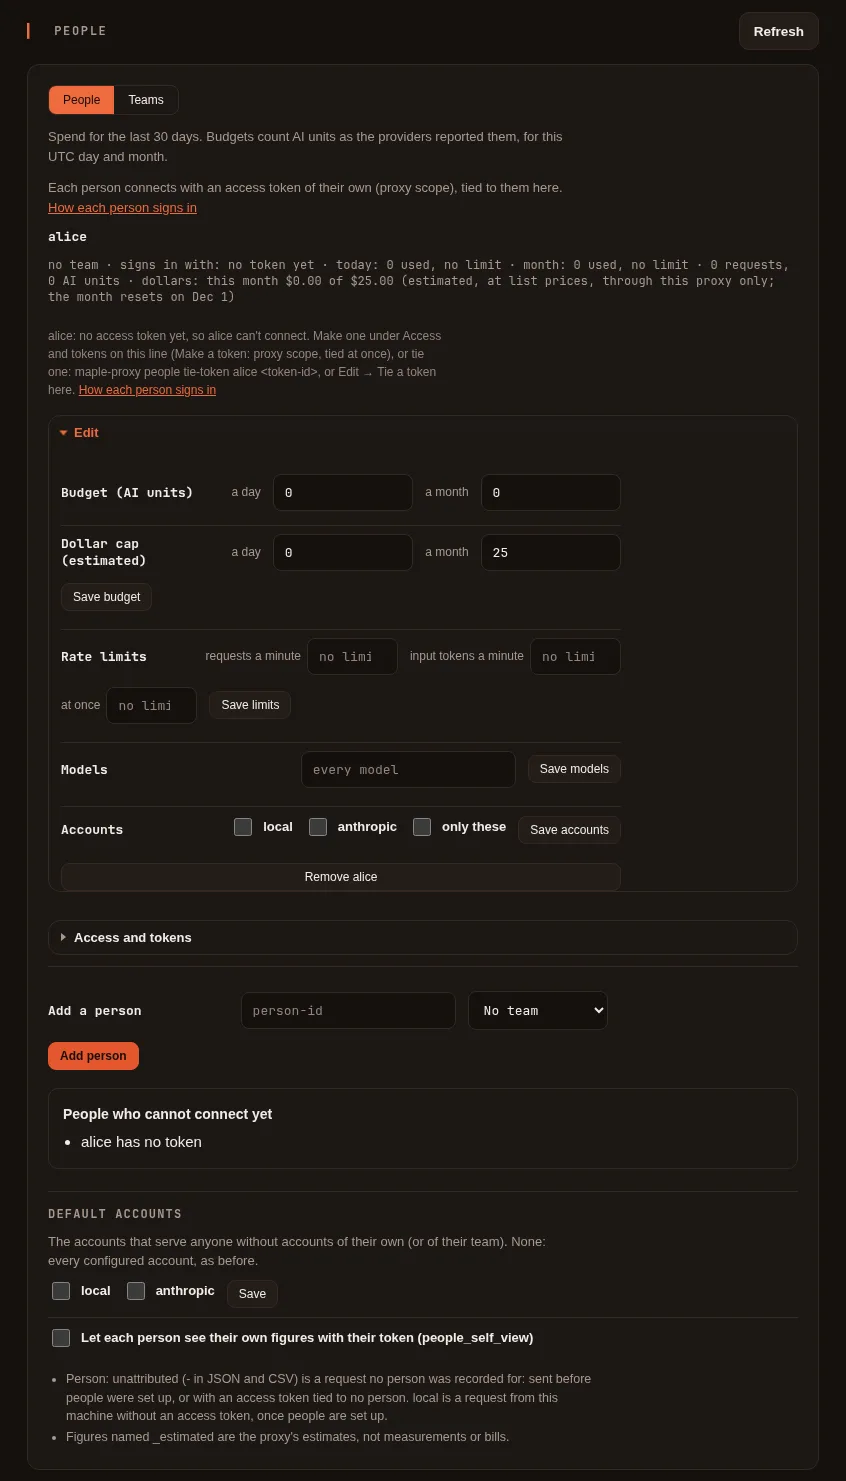 PEOPLE
Refresh
People
Teams
Spend for the last 30 days. Budgets count AI units as the providers reported them, for this
UTC day and month.
Each person connects with an access token of their own (proxy scope), tied to them here.
How each person signs in
alice
no team · signs in with: no token yet · today: 0 used, no limit · month: 0 used, no limit · 0 requests,
0 AI units · dollars: this month $0.00 of $25.00 (estimated, at list prices, through this proxy only;
the month resets on Dec 1)
alice: no access token yet, so alice can't connect. Make one under Access
and tokens on this line (Make a token: proxy scope, tied at once), or tie
one: maple-proxy people tie-token alice <token-id>, or Edit → Tie a token
here. How each person signs in
Edit
Budget (AI units) a day 0 a month 0
Dollar cap
(estimated) a day 0 a month 25
Save budget
Rate limits requests a minute no limi input tokens a minute no limi
at once no limi Save limits
Models every model Save models
Accounts local anthropic only these Save accounts
Remove alice
Access and tokens
Add a person person-id No team
Add person
People who cannot connect yet
• alice has no token
DEFAULT ACCOUNTS
The accounts that serve anyone without accounts of their own (or of their team). None:
every configured account, as before.
local anthropic Save
Let each person see their own figures with their token (people_self_view)
• Person: unattributed (- in JSON and CSV) is a request no person was recorded for: sent before
people were set up, or with an access token tied to no person. local is a request from this
machine without an access token, once people are set up.
• Figures named _estimated are the proxy's estimates, not measurements or bills.